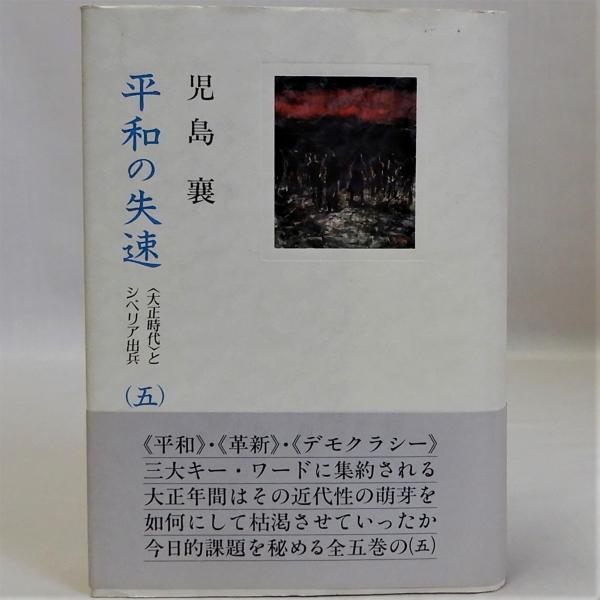 児島襄
平和の失速
〈大正時代〉と
シベリア出兵
(五)
《平和》・《革新》・《デモクラシー》
三大キー・ワードに集約される
大正年間はその近代性の萌芽を
如何にして枯渇させていったか
今日的課題を秘める全五巻の(五)